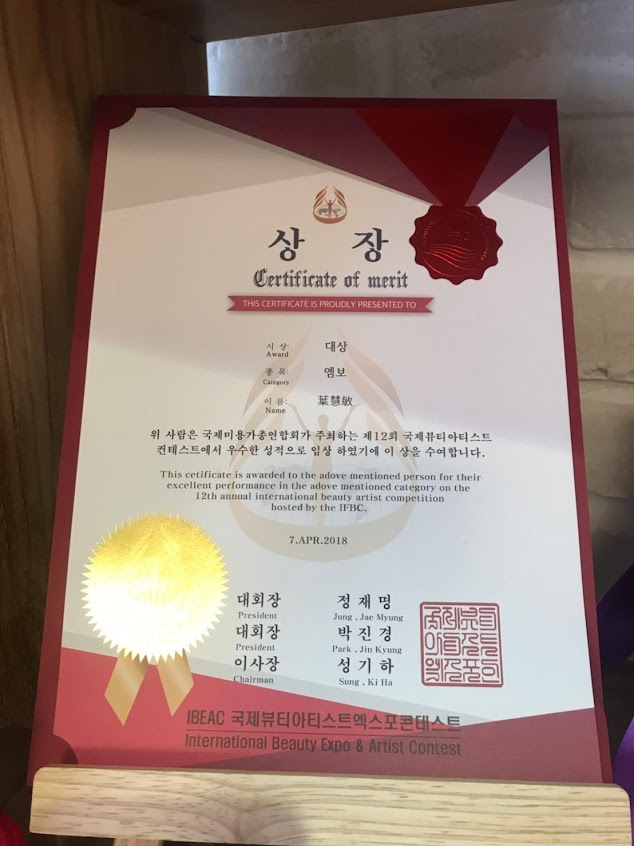 상 장
Certificate of merit
THIS CERTIFICATE IS PROUDLY PRESENTED TO
시 상: 대상
Award
종 목: 엠보
Category
이 름: 葉慧敏
Name
위 사람은 국제미용가총연합회가 주최하는 제12회 국제뷰티아티스트
컨테스트에서 우수한 성적으로 입상 하였기에 이 상을 수여합니다.
This cetificate is awarded to the adove mentioned person for their
excellent performance in the adove mentioned category on the
12th annual international beauty artist competition
hosted by the IFBC.
7.APR.2018
대회장 정 재 명
President Jung , Jae Myung
대회장 박 진 경
President Park , Jin Kyung
이사장 성 기 하
Chairman Sung , Ki Ha
IBEAC 국제뷰티아티스트엑스포콘테스트
International Beauty Expo & Artist Contest